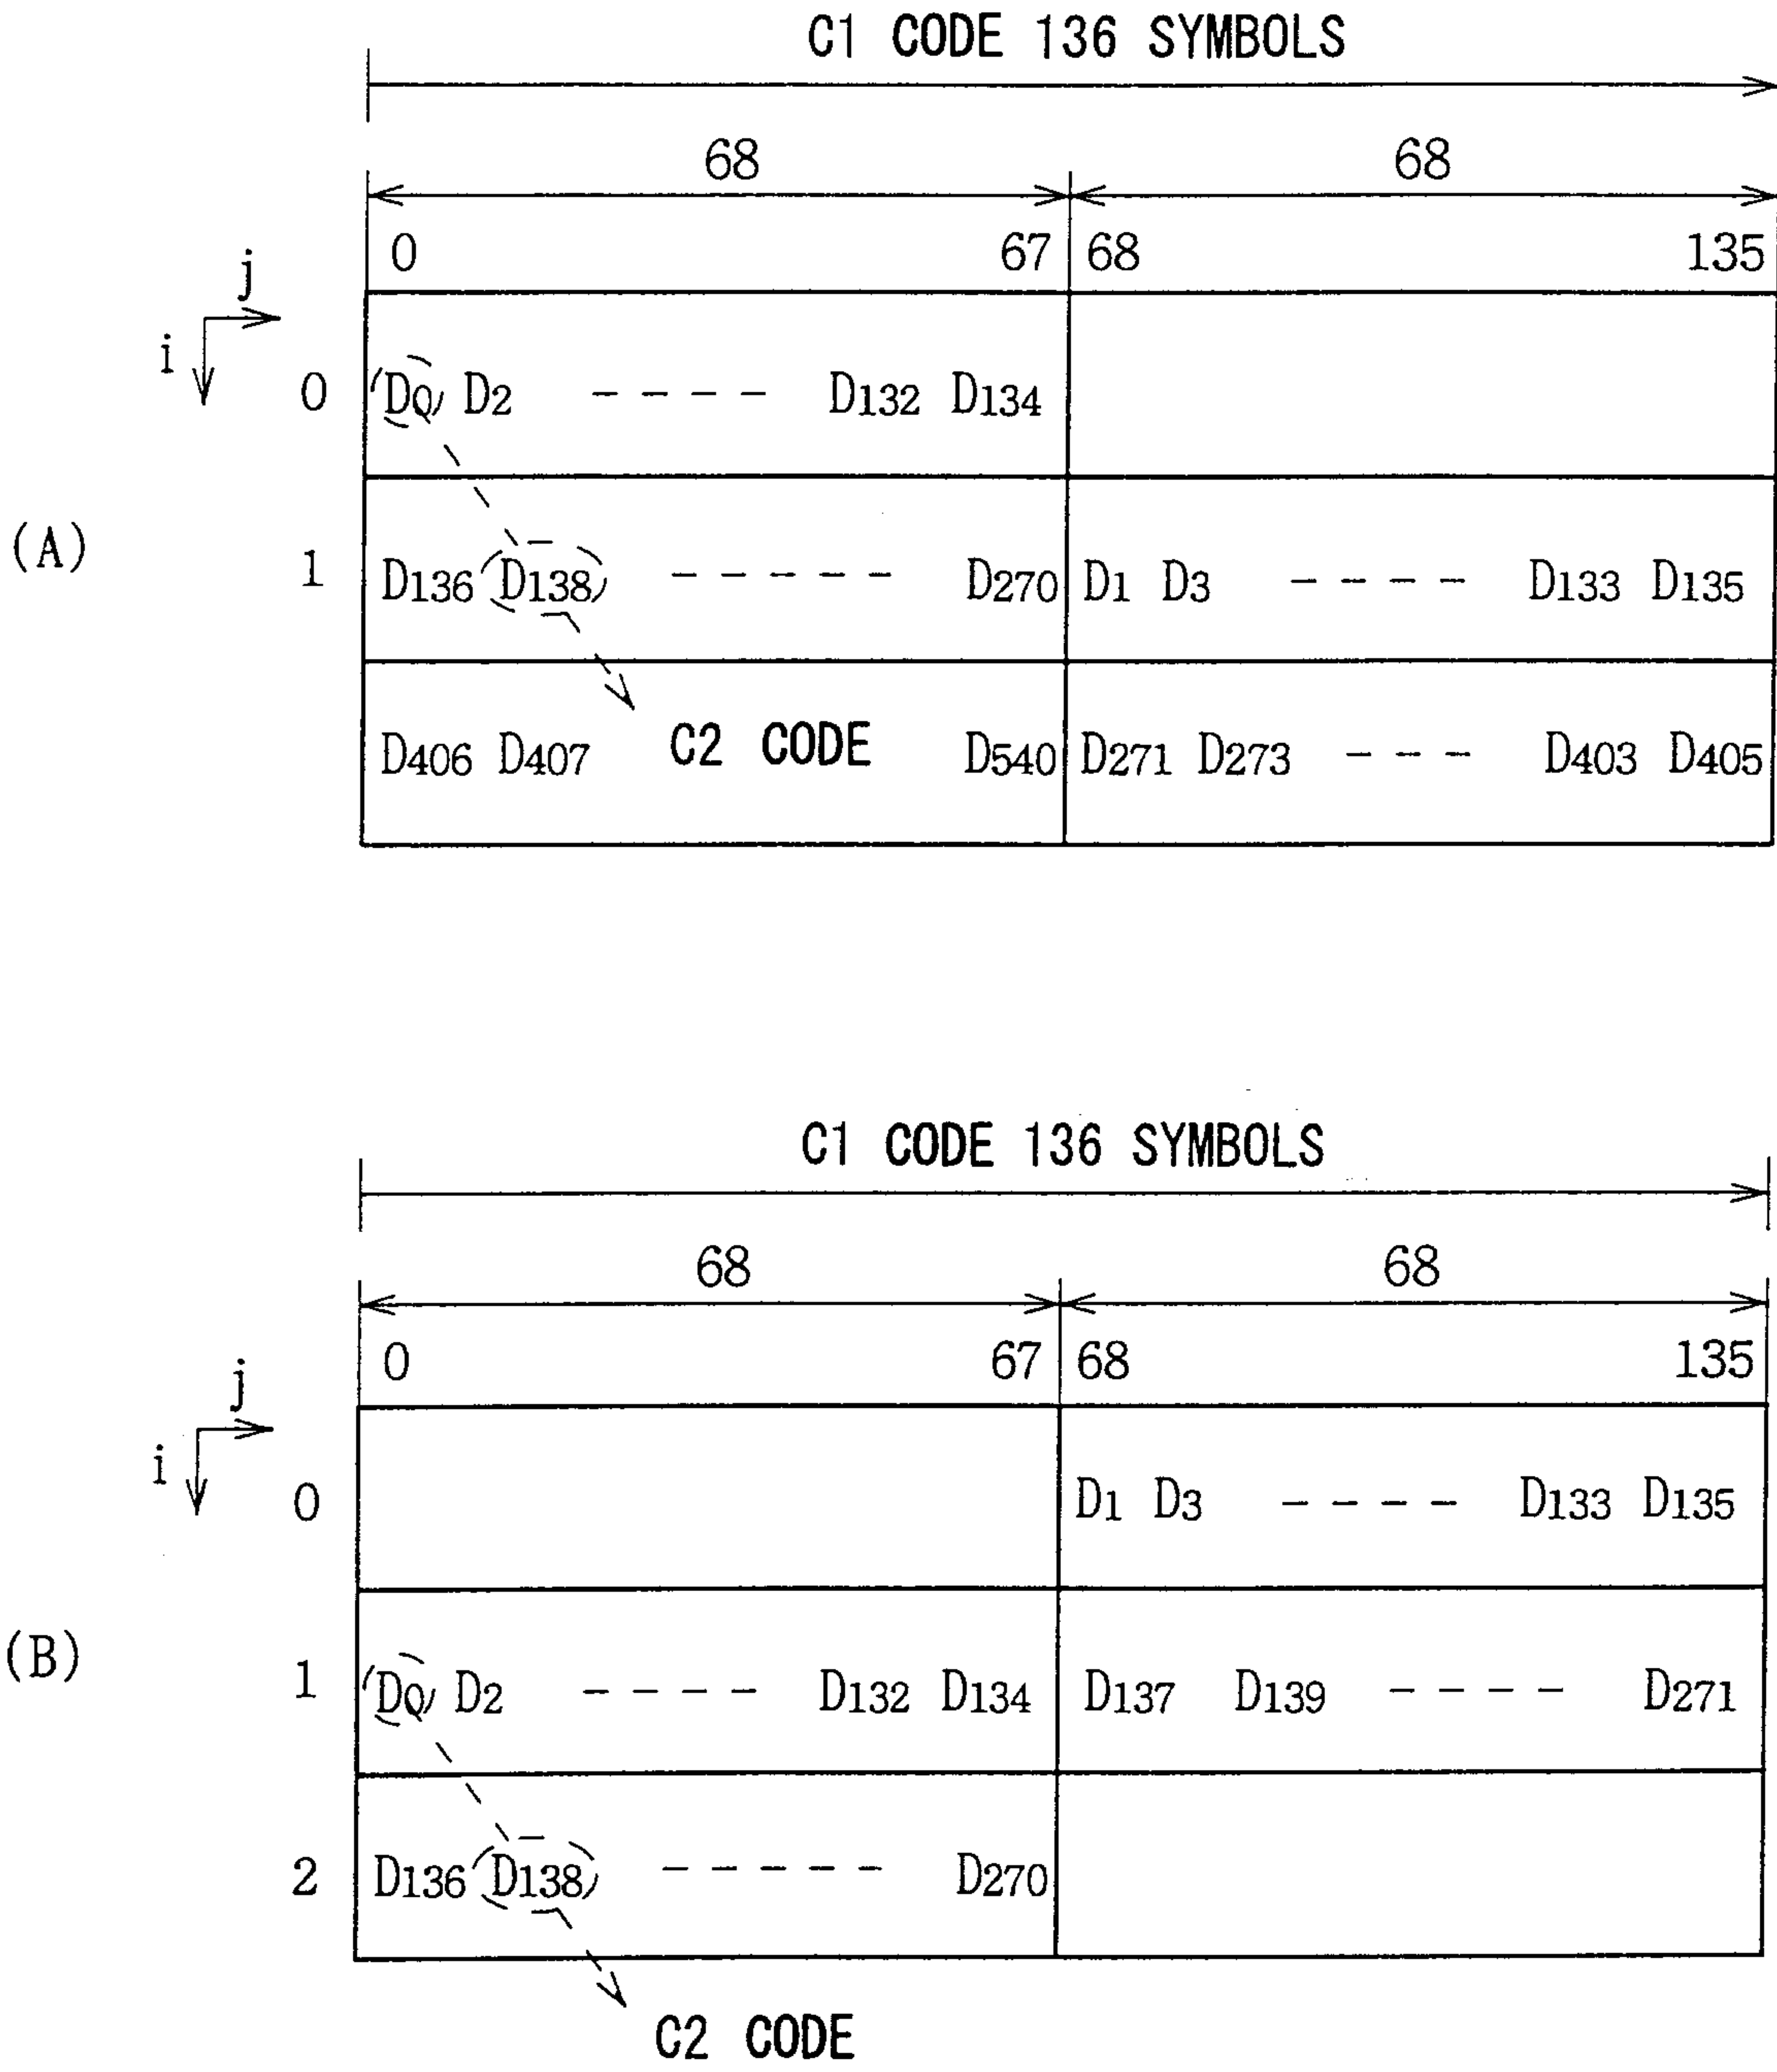 C1 CODE 136 SYMBOLS
68 68
0 67 68 135
j
i
0 D0 D2 ---- D132 D134
(A)
1 D136 D138 ----- D270 D1 D3 ---- D133 D135
D406 D407 C2 CODE D540 D271 D273 --- D403 D405
C1 CODE 136 SYMBOLS
68 68
0 67 68 135
j
i
0 D1 D3 ---- D133 D135
(B)
1 D0 D2 ---- D132 D134 D137 D139 ---- D271
2 D136 D138 ----- D270
C2 CODE